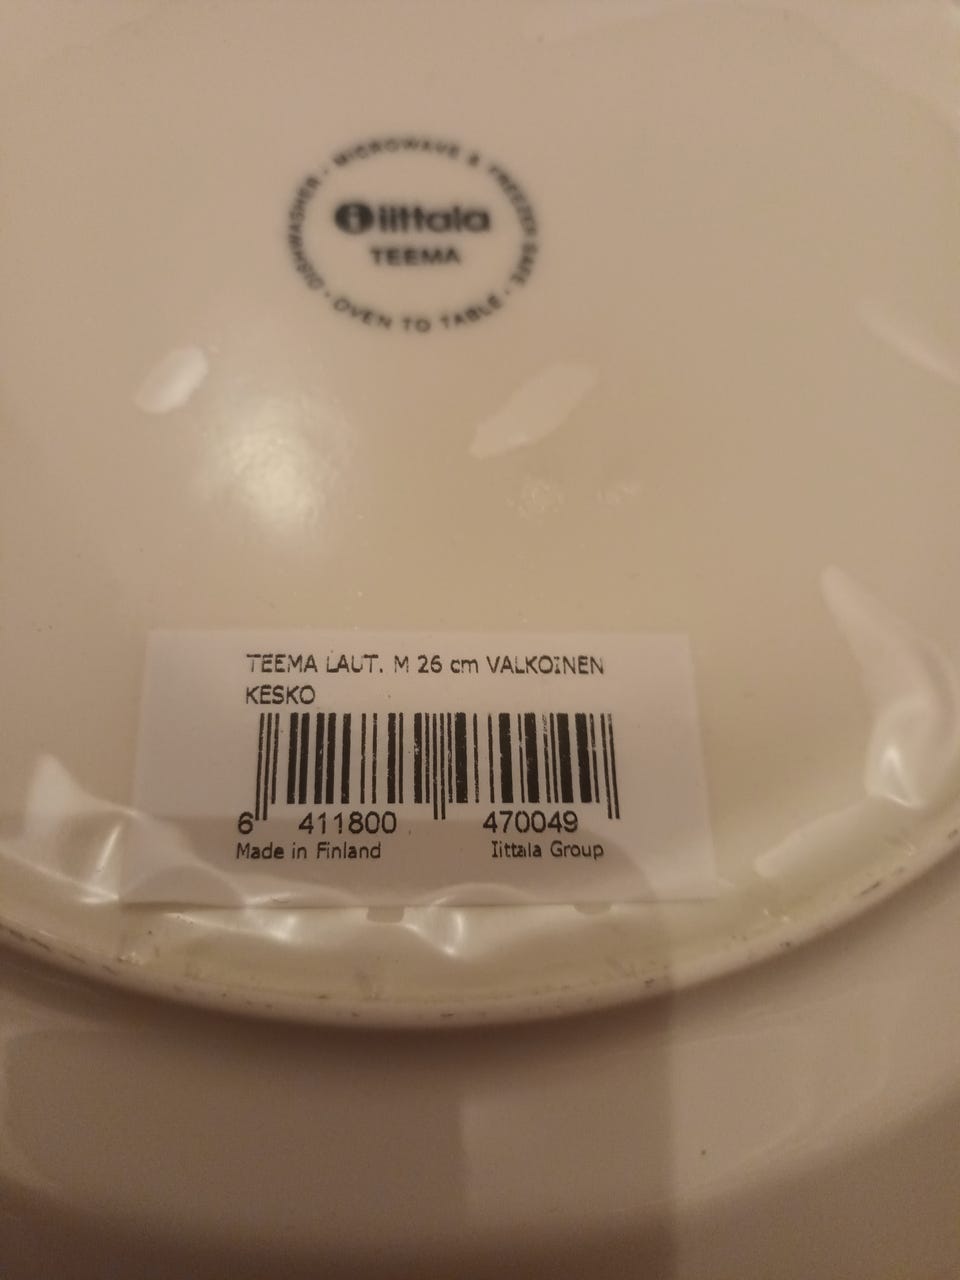 DISHWASHER · MICROWAVE & FREEZER SAFE · OVEN TO TABLE ·
iittala
TEEMA
TEEMA LAUT. M 26 cm VALKOINEN
KESKO
6 411800 470049
Made in Finland Iittala Group